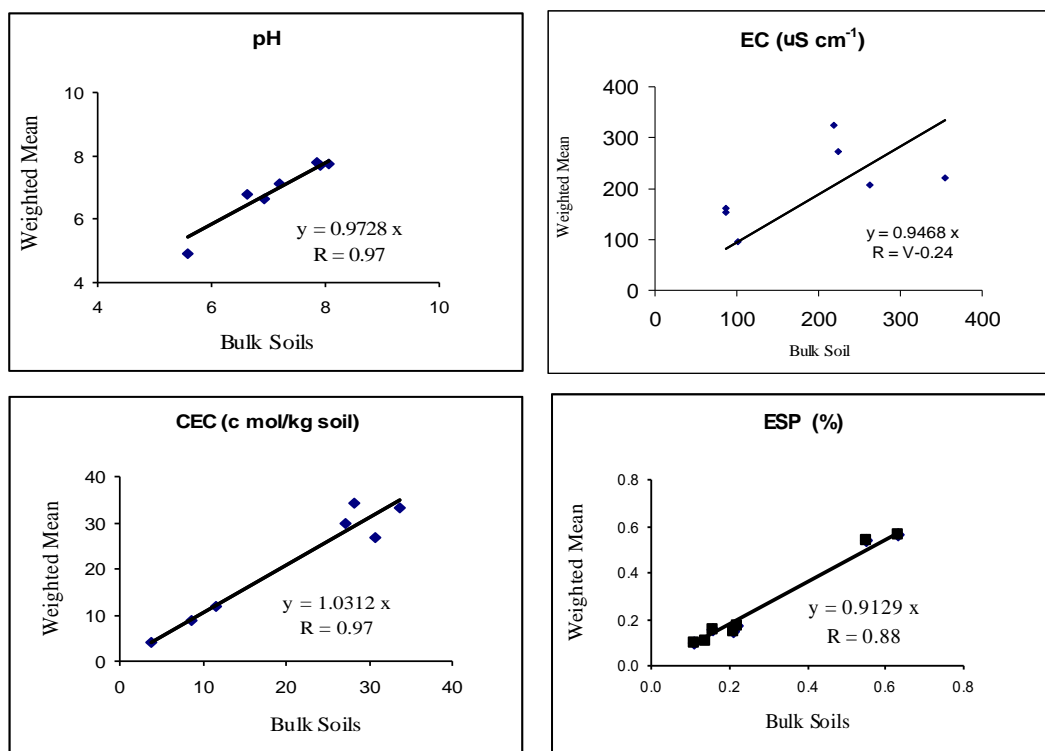 pH
Weighted Mean
10
8
6
4
y = 0.9728 x
R = 0.97
4 6 8 10
Bulk Soils
EC (uS cm⁻¹)
Weighted Mean
400
300
200
100
0
y = 0.9468 x
R = V-0.24
0 100 200 300 400
Bulk Soil
CEC (c mol/kg soil)
Weighted Mean
40
30
20
10
0
y = 1.0312 x
R = 0.97
0 10 20 30 40
Bulk Soils
ESP (%)
Weighted Mean
0.8
0.6
0.4
0.2
0.0
y = 0.9129 x
R = 0.88
0.0 0.2 0.4 0.6 0.8
Bulk Soils